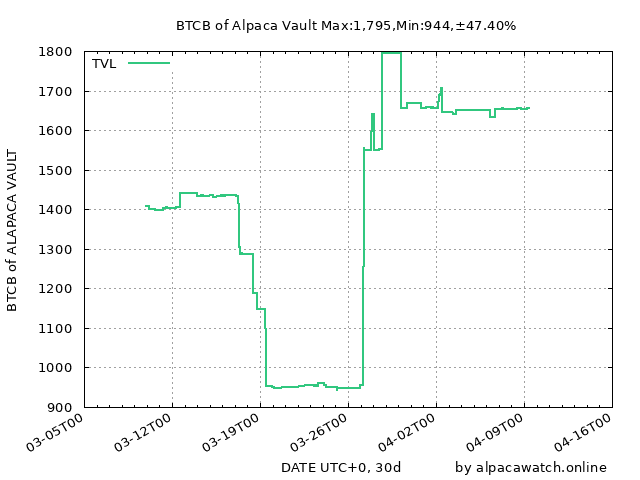 BTCB of Alpaca Vault Max:1,795,Min:944,±47.40%
TVL
BTCB of ALAPACA VAULT
1800
1700
1600
1500
1400
1300
1200
1100
1000
900
03-05T00
03-12T00
03-19T00
03-26T00
04-02T00
04-09T00
04-16T00
DATE UTC+0, 30d
by alpacawatch.online